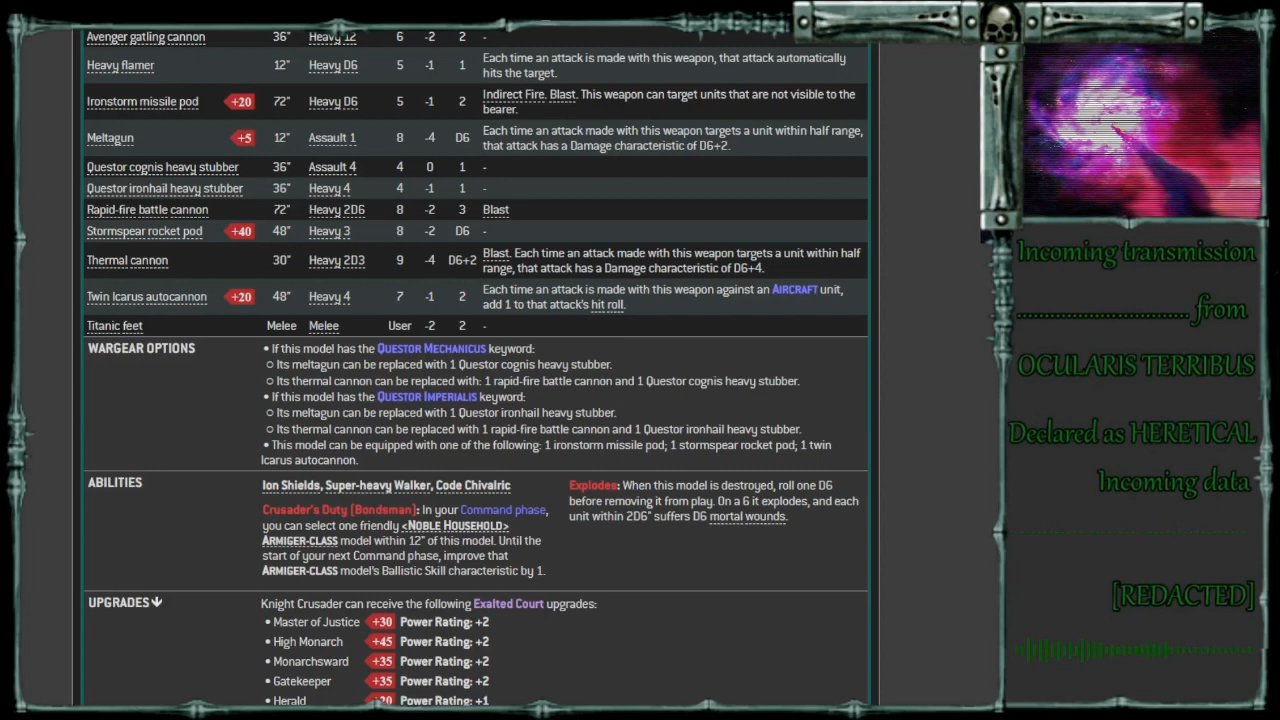 Avenger gatling cannon 36" Heavy 12 6 -2 2 -
Heavy flamer 12" Heavy D6 5 -1 1 Each time an attack is made with this weapon, that attack automatically
hits the target.
Ironstorm missile pod +20 72" Heavy D6 5 -1 2 Indirect Fire. Blast. This weapon can target units that are not visible to the
bearer.
Meltagun +5 12" Assault 1 8 -4 D6 Each time an attack made with this weapon targets a unit within half range,
that attack has a Damage characteristic of D6+2.
Questor cognis heavy stubber 36" Assault 4 4 0 1 -
Questor ironhail heavy stubber 36" Heavy 4 4 -1 1 -
Rapid-fire battle cannon 72" Heavy 2D6 8 -2 3 Blast
Stormspear rocket pod +40 48" Heavy 3 8 -2 D6 -
Thermal cannon 30" Heavy 2D3 9 -4 D6+2 Blast. Each time an attack made with this weapon targets a unit within half
range, that attack has a Damage characteristic of D6+4.
Twin Icarus autocannon +20 48" Heavy 4 7 -1 2 Each time an attack is made with this weapon against an AIRCRAFT unit,
add 1 to that attack's hit roll.
Titanic feet Melee Melee User -2 2 -
WARGEAR OPTIONS
• If this model has the QUESTOR MECHANICUS keyword:
○ Its meltagun can be replaced with 1 Questor cognis heavy stubber.
○ Its thermal cannon can be replaced with: 1 rapid-fire battle cannon and 1 Questor cognis heavy stubber.
• If this model has the QUESTOR IMPERIALIS keyword:
○ Its meltagun can be replaced with 1 Questor ironhail heavy stubber.
○ Its thermal cannon can be replaced with 1 rapid-fire battle cannon and 1 Questor ironhail heavy stubber.
• This model can be equipped with one of the following: 1 ironstorm missile pod; 1 stormspear rocket pod; 1 twin
Icarus autocannon.
ABILITIES
Ion Shields, Super-heavy Walker, Code Chivalric
Crusader's Duty (Bondsman): In your Command phase,
you can select one friendly <NOBLE HOUSEHOLD>
ARMIGER-CLASS model within 12" of this model. Until the
start of your next Command phase, improve that
ARMIGER-CLASS model's Ballistic Skill characteristic by 1.
Explodes: When this model is destroyed, roll one D6
before removing it from play. On a 6 it explodes, and each
unit within 2D6" suffers D6 mortal wounds.
UPGRADES
Knight Crusader can receive the following Exalted Court upgrades:
• Master of Justice +30 Power Rating: +2
• High Monarch +45 Power Rating: +2
• Monarchsward +35 Power Rating: +2
• Gatekeeper +35 Power Rating: +2
• Herald +20 Power Rating: +1
Incoming transmission
.............................. from
OCULARIS TERRIBUS
Declared as HERETICAL
Incoming data
[REDACTED]